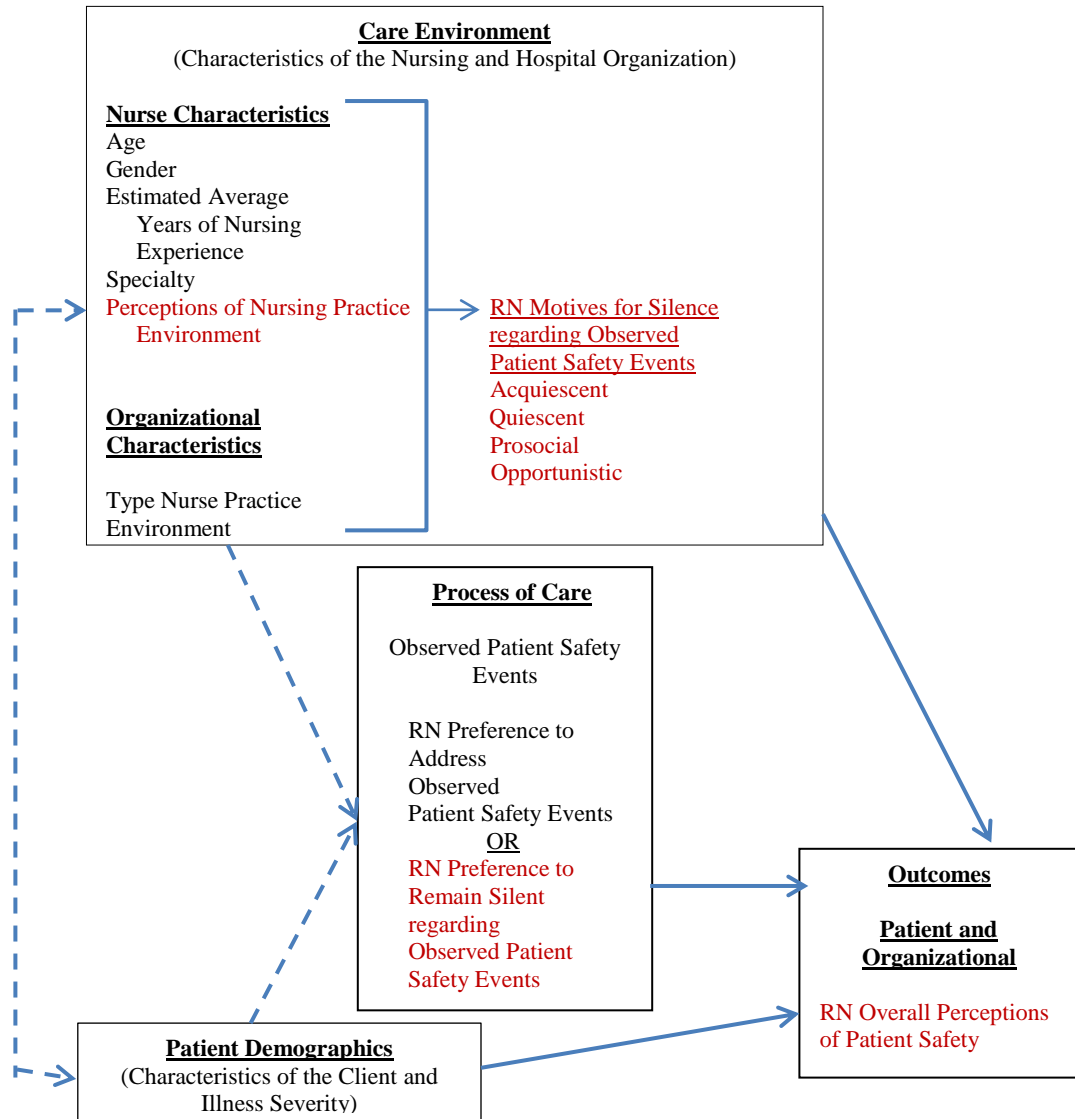 Care Environment
(Characteristics of the Nursing and Hospital Organization)
Nurse Characteristics
Age
Gender
Estimated Average
Years of Nursing
Experience
Specialty
Perceptions of Nursing Practice
Environment
Organizational
Characteristics
Type Nurse Practice
Environment
RN Motives for Silence
regarding Observed
Patient Safety Events
Acquiescent
Quiescent
Prosocial
Opportunistic
Process of Care
Observed Patient Safety
Events
RN Preference to
Address
Observed
Patient Safety Events
OR
RN Preference to
Remain Silent
regarding
Observed Patient
Safety Events
Outcomes
Patient and
Organizational
RN Overall Perceptions
of Patient Safety
Patient Demographics
(Characteristics of the Client and
Illness Severity)